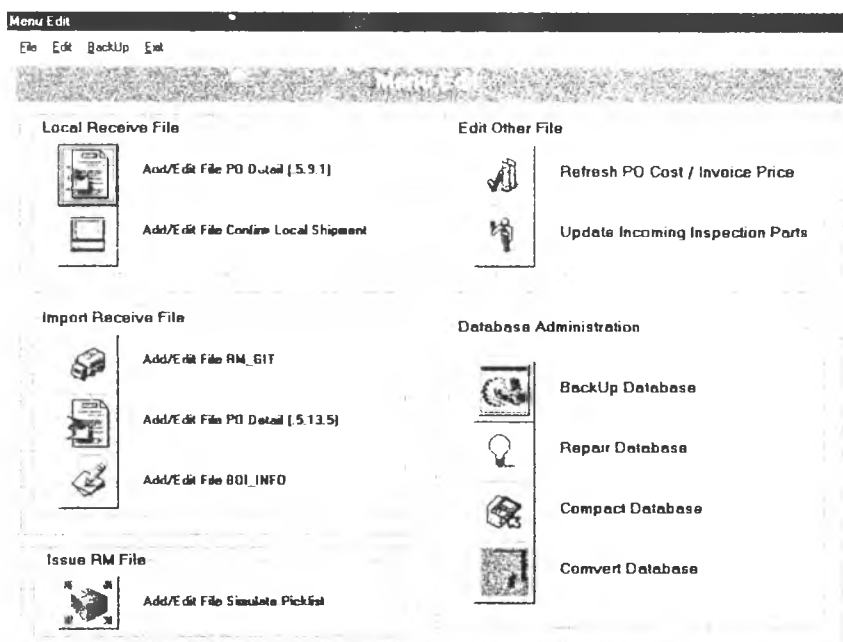 Menu Edit
File Edit BackUp Exit
Menu Edit
Local Receive File
Add/Edit File PO Detail (.5.9.1)
Add/Edit File Confirm Local Shipment
Import Receive File
Add/Edit File RM_GIT
Add/Edit File PO Detail (.5.13.5)
Add/Edit File BOI_INFO
Issue RM File
Add/Edit File Simulate Picklist
Edit Other File
Refresh PO Cost / Invoice Price
Update Incoming Inspection Parts
Database Administration
BackUp Database
Repair Database
Compact Database
Comvert Database